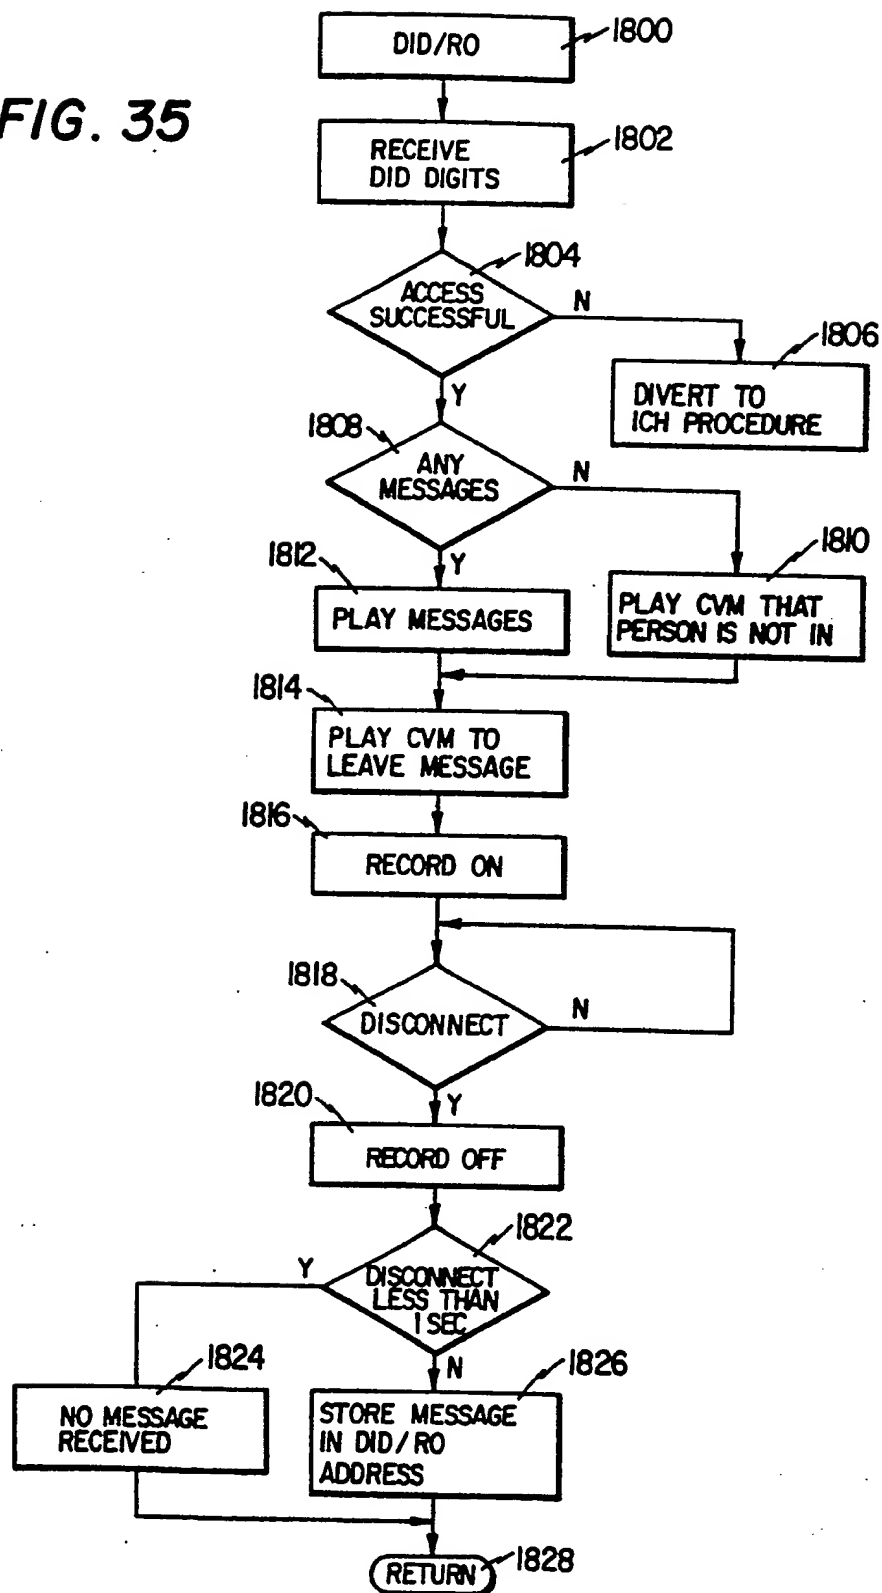 FIG. 35
DID/RO
1800
RECEIVE
DID DIGITS
1802
1804
ACCESS
SUCCESSFUL
N
1806
DIVERT TO
ICH PROCEDURE
Y
1808
ANY
MESSAGES
N
1810
PLAY CVM THAT
PERSON IS NOT IN
Y
1812
PLAY MESSAGES
1814
PLAY CVM TO
LEAVE MESSAGE
1816
RECORD ON
1818
DISCONNECT
N
Y
1820
RECORD OFF
1822
DISCONNECT
LESS THAN
1 SEC
Y
N
1824
NO MESSAGE
RECEIVED
1826
STORE MESSAGE
IN DID/RO
ADDRESS
RETURN
1828